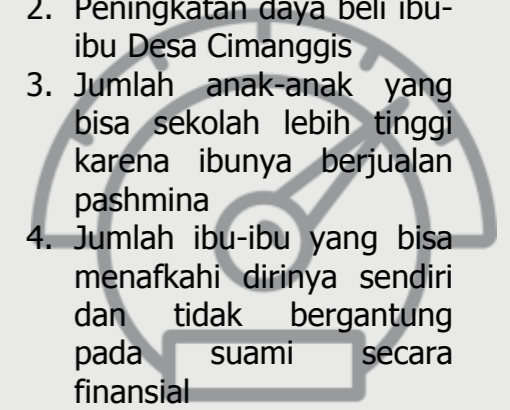 2. Peningkatan daya beli ibu-
ibu Desa Cimanggis
3. Jumlah anak-anak yang
bisa sekolah lebih tinggi
karena ibunya berjualan
pashmina
4. Jumlah ibu-ibu yang bisa
menafkahi dirinya sendiri
dan tidak bergantung
pada suami secara
finansial